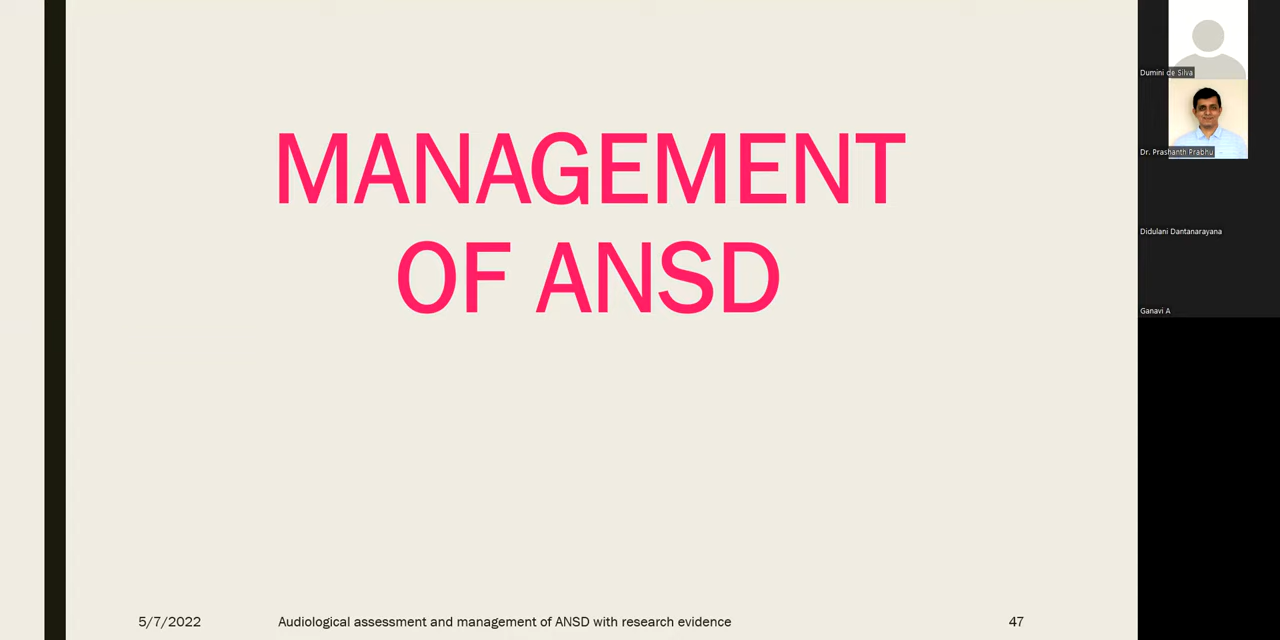 MANAGEMENT
OF ANSD
5/7/2022
Audiological assessment and management of ANSD with research evidence
47
Dumini de Silva
Dr. Prashanth Prabhu
Didulani Dantanarayana
Ganavi A